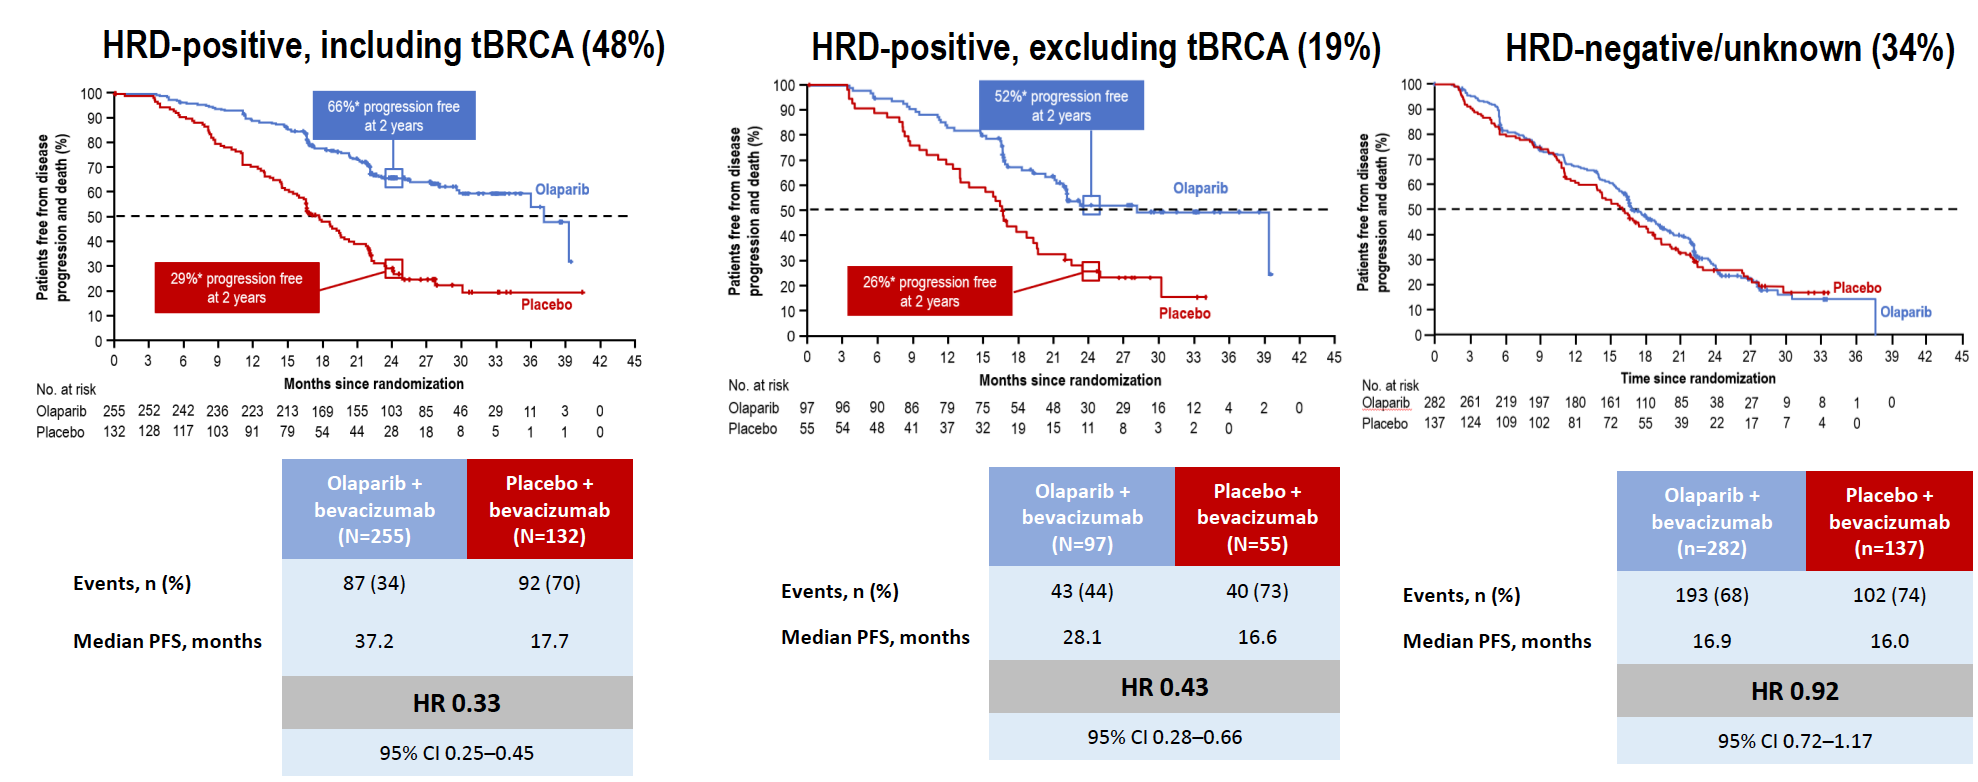 HRD-positive, including tBRCA (48%)
Patients free from disease
progression and death (%)
100
90
80
70
60
50
40
30
20
10
0
66%* progression free
at 2 years
Olaparib
29%* progression free
at 2 years
Placebo
0 3 6 9 12 15 18 21 24 27 30 33 36 39 42 45
Months since randomization
No. at risk
Olaparib 255 252 242 236 223 213 169 155 103 85 46 29 11 3 0
Placebo 132 128 117 103 91 79 54 44 28 18 8 5 1 1 0
Olaparib +
bevacizumab
(N=255)
Placebo +
bevacizumab
(N=132)
Events, n (%) 87 (34) 92 (70)
Median PFS, months 37.2 17.7
HR 0.33
95% CI 0.25–0.45
HRD-positive, excluding tBRCA (19%)
Patients free from disease
progression and death (%)
100
90
80
70
60
50
40
30
20
10
0
52%* progression free
at 2 years
Olaparib
26%* progression free
at 2 years
Placebo
0 3 6 9 12 15 18 21 24 27 30 33 36 39 42 45
Months since randomization
No. at risk
Olaparib 97 96 90 86 79 75 54 48 30 29 16 12 4 2 0
Placebo 55 54 48 41 37 32 19 15 11 8 3 2 0
Olaparib +
bevacizumab
(N=97)
Placebo +
bevacizumab
(N=55)
Events, n (%) 43 (44) 40 (73)
Median PFS, months 28.1 16.6
HR 0.43
95% CI 0.28–0.66
HRD-negative/unknown (34%)
Patients free from disease
progression and death (%)
100
90
80
70
60
50
40
30
20
10
0
Placebo
Olaparib
0 3 6 9 12 15 18 21 24 27 30 33 36 39 42 45
Time since randomization
No. at risk
Olaparib 282 261 219 197 180 161 110 85 38 27 9 8 1 0
Placebo 137 124 109 102 81 72 55 39 22 17 7 4 0
Olaparib +
bevacizumab
(n=282)
Placebo +
bevacizumab
(n=137)
Events, n (%) 193 (68) 102 (74)
Median PFS, months 16.9 16.0
HR 0.92
95% CI 0.72–1.17